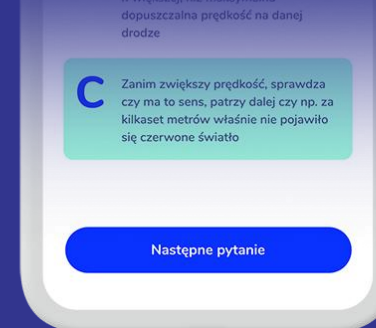 dopuszczalna prędkość na danej
drodze
C
Zanim zwiększy prędkość, sprawdza
czy ma to sens, patrzy dalej czy np. za
kilkaset metrów właśnie nie pojawiło
się czerwone światło
Następne pytanie